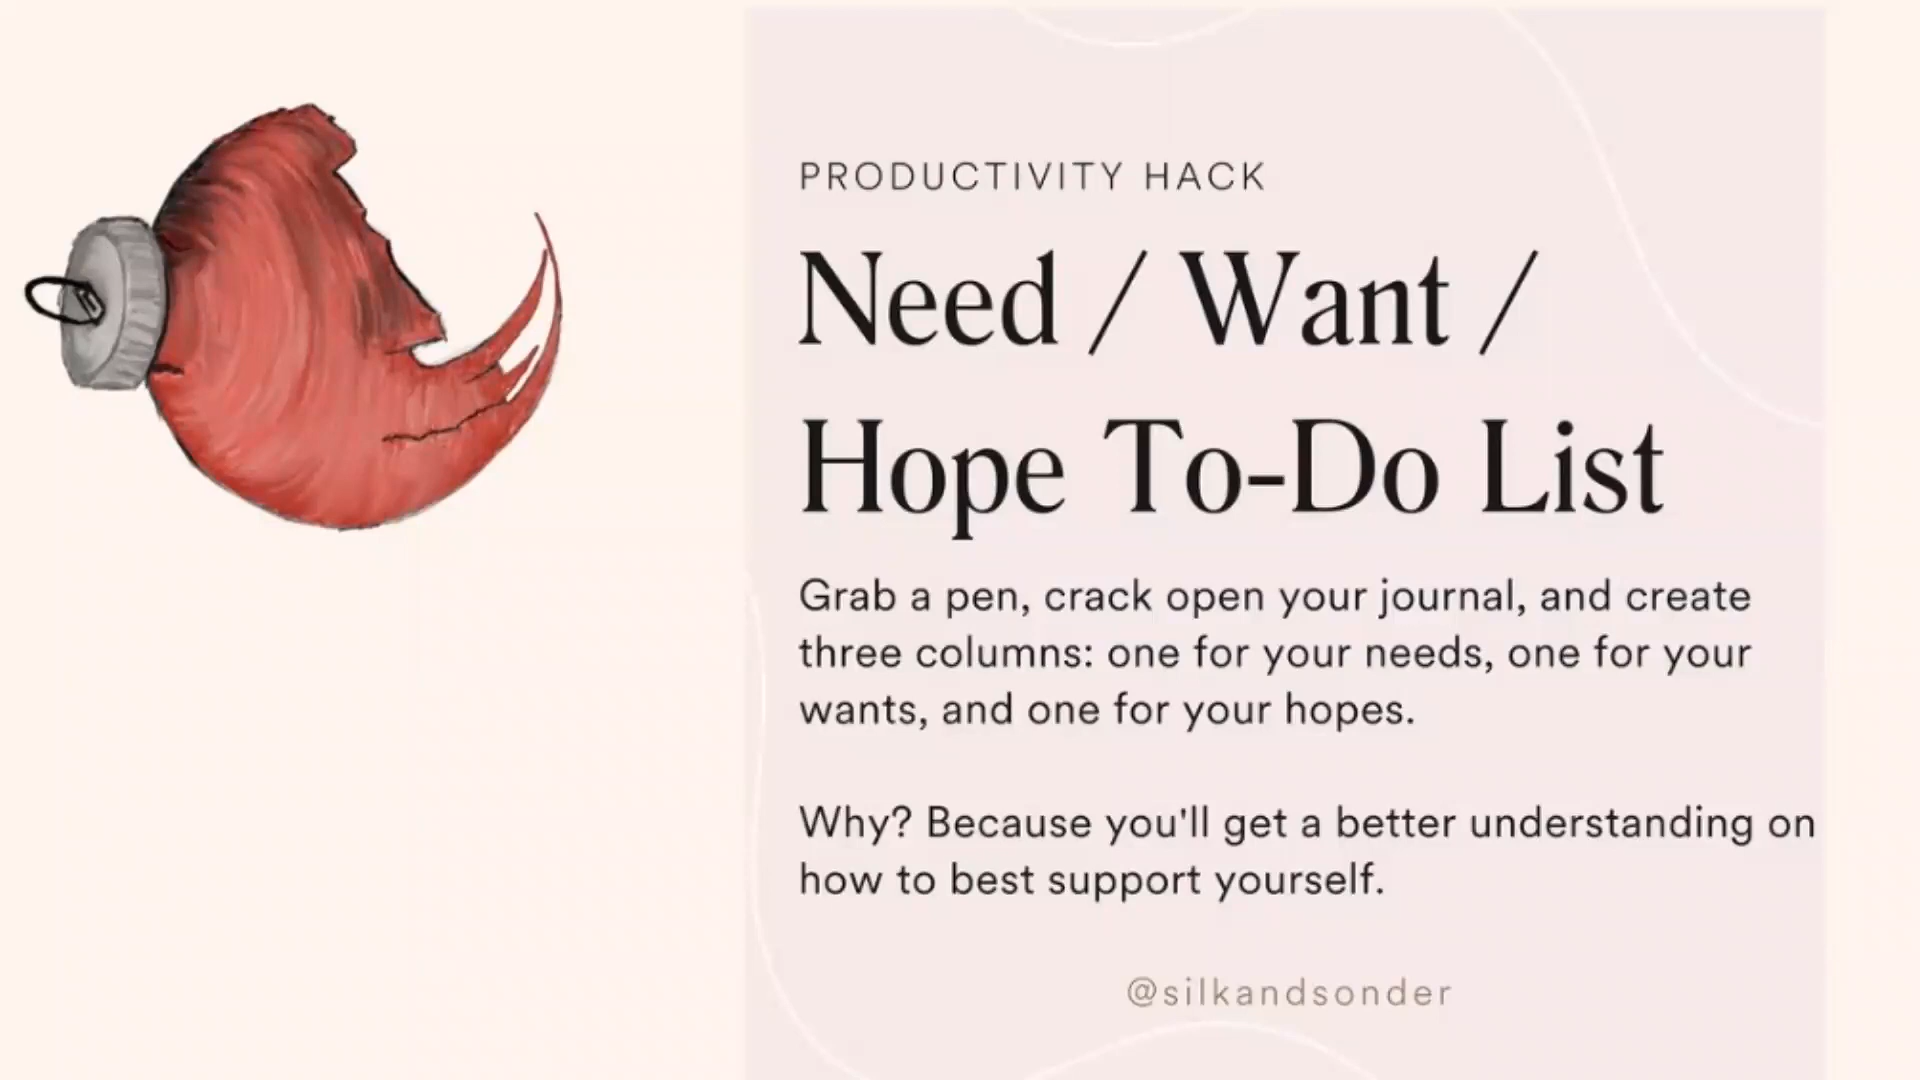 PRODUCTIVITY HACK
Need / Want /
Hope To-Do List
Grab a pen, crack open your journal, and create
three columns: one for your needs, one for your
wants, and one for your hopes.
Why? Because you'll get a better understanding on
how to best support yourself.
@silkandsonder